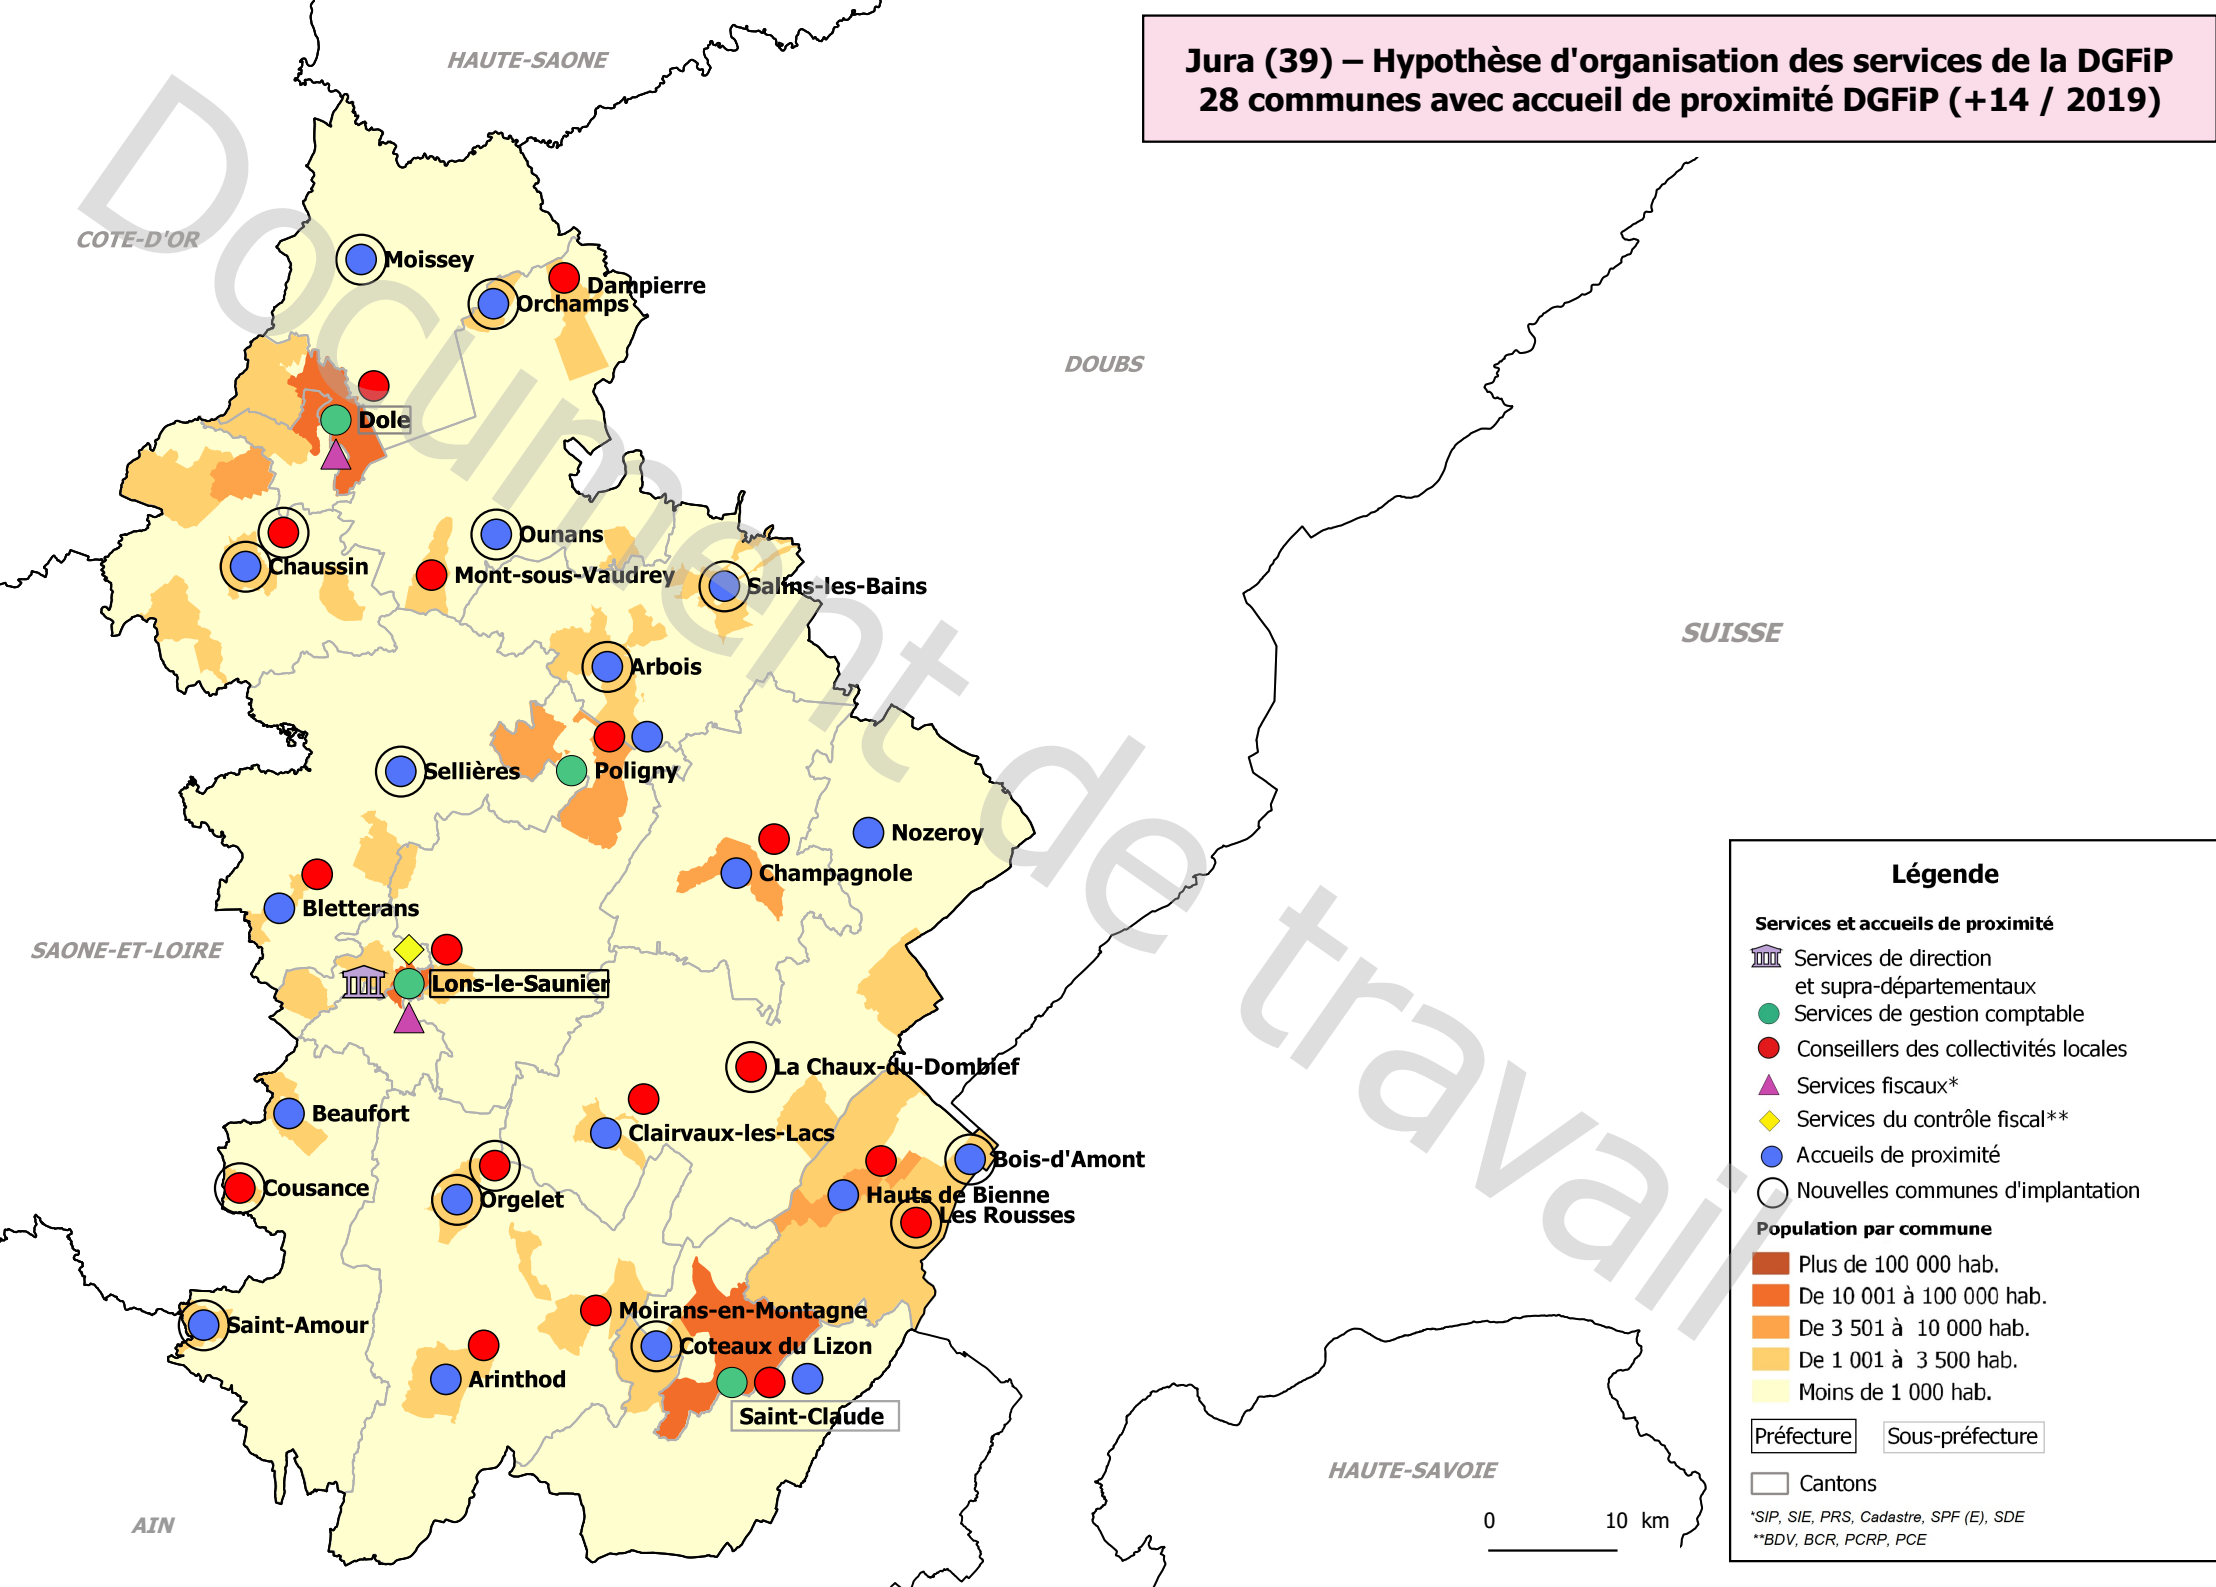 Jura (39) – Hypothèse d'organisation des services de la DGFiP
28 communes avec accueil de proximité DGFiP (+14 / 2019)
HAUTE-SAONE
COTE-D'OR
Moissey
Dampierre
Orchamps
DOUBS
Dole
Ounans
Chaussin
Mont-sous-Vaudrey
Salins-les-Bains
SUISSE
Arbois
Sellières
Poligny
Nozeroy
Champagnole
Bletterans
SAONE-ET-LOIRE
Lons-le-Saunier
La Chaux-du-Dombief
Beaufort
Clairvaux-les-Lacs
Bois-d'Amont
Cousance
Orgelet
Hauts de Bienne
Les Rousses
Moirans-en-Montagne
Saint-Amour
Coteaux du Lizon
Arinthod
Saint-Claude
HAUTE-SAVOIE
AIN
0 10 km
Document de travail
Légende
Services et accueils de proximité
Services de direction
et supra-départementaux
Services de gestion comptable
Conseillers des collectivités locales
Services fiscaux*
Services du contrôle fiscal**
Accueils de proximité
Nouvelles communes d'implantation
Population par commune
Plus de 100 000 hab.
De 10 001 à 100 000 hab.
De 3 501 à 10 000 hab.
De 1 001 à 3 500 hab.
Moins de 1 000 hab.
Préfecture Sous-préfecture
Cantons
*SIP, SIE, PRS, Cadastre, SPF (E), SDE
**BDV, BCR, PCRP, PCE